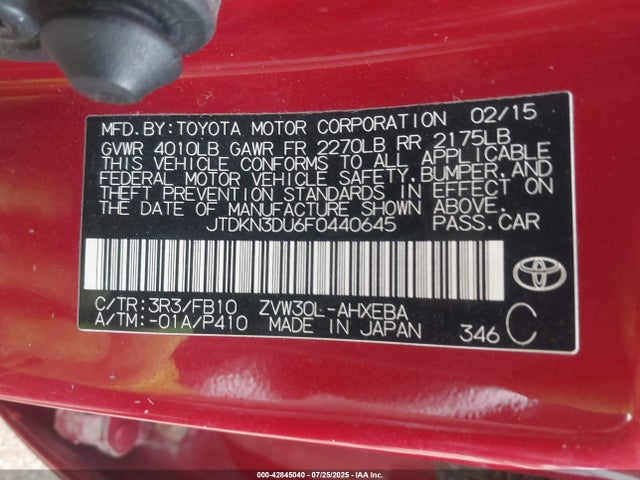 MFD.BY:TOYOTA MOTOR CORPORATION 02/15
GVWR 4010LB GAWR FR 2270LB RR 2175LB
THIS VEHICLE CONFORMS TO ALL APPLICABLE
FEDERAL MOTOR VEHICLE SAFETY,BUMPER,AND
THEFT PREVENTION STANDARDS IN EFFECT ON
THE DATE OF MANUFACTURE SHOWN ABOVE.
JTDKN3DU6F0440645 PASS.CAR
C/TR:3R3/FB10 ZVW30L-AHXEBA
A/TM:-01A/P410 MADE IN JAPAN 346 C
TOYOTA
000-42845040 - 07/25/2025 - IAAI, Inc.